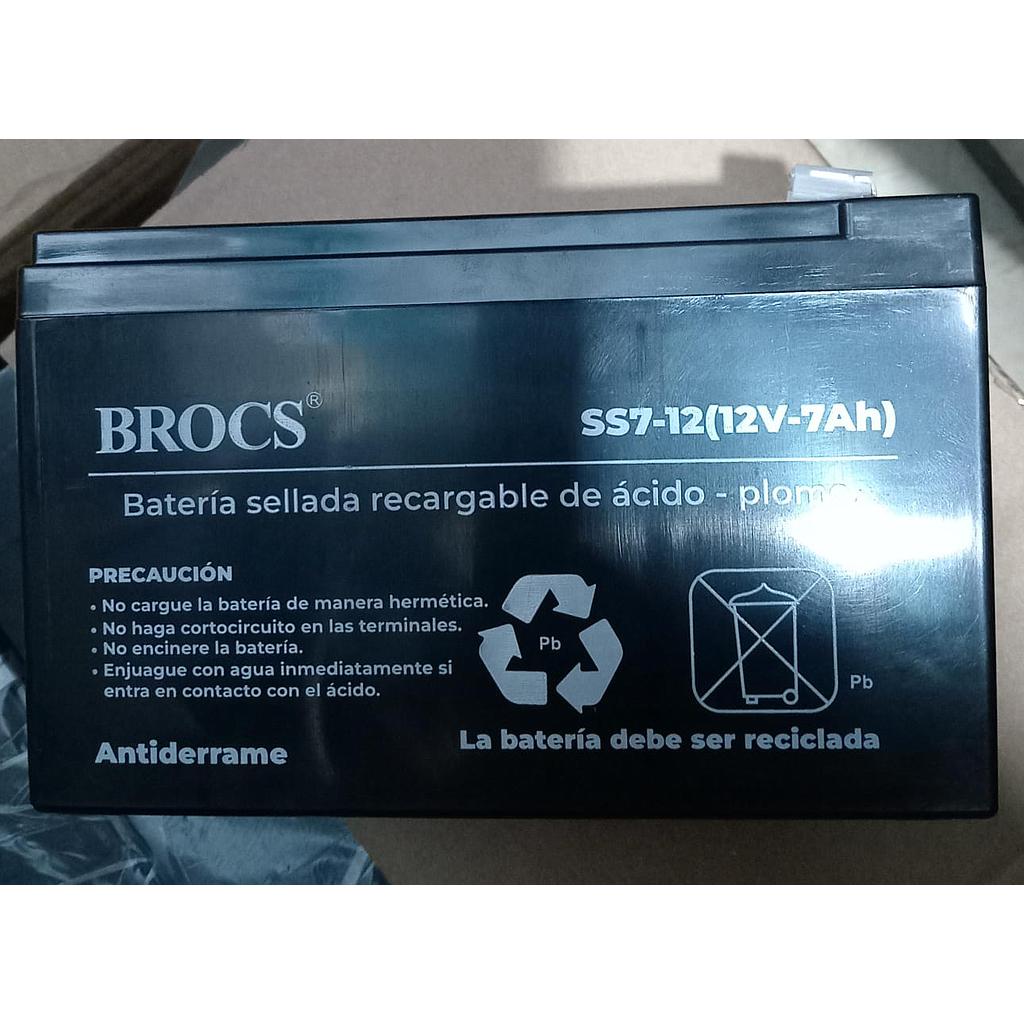 BROCS®
SS7-12(12V-7Ah)
Batería sellada recargable de ácido - plomo
PRECAUCIÓN
• No cargue la batería de manera hermética.
• No haga cortocircuito en las terminales.
• No encinere la batería.
• Enjuague con agua inmediatamente si
entra en contacto con el ácido.
Pb
Pb
Antiderrame
La batería debe ser reciclada